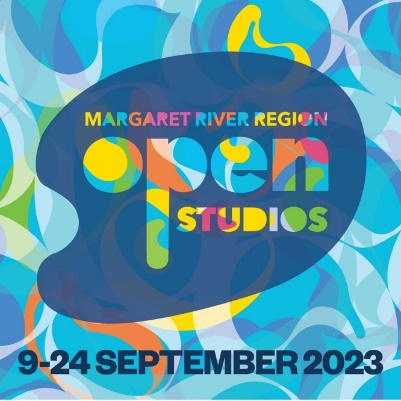 MARGARET RIVER REGION
open
STUDIOS
9-24 SEPTEMBER 2023